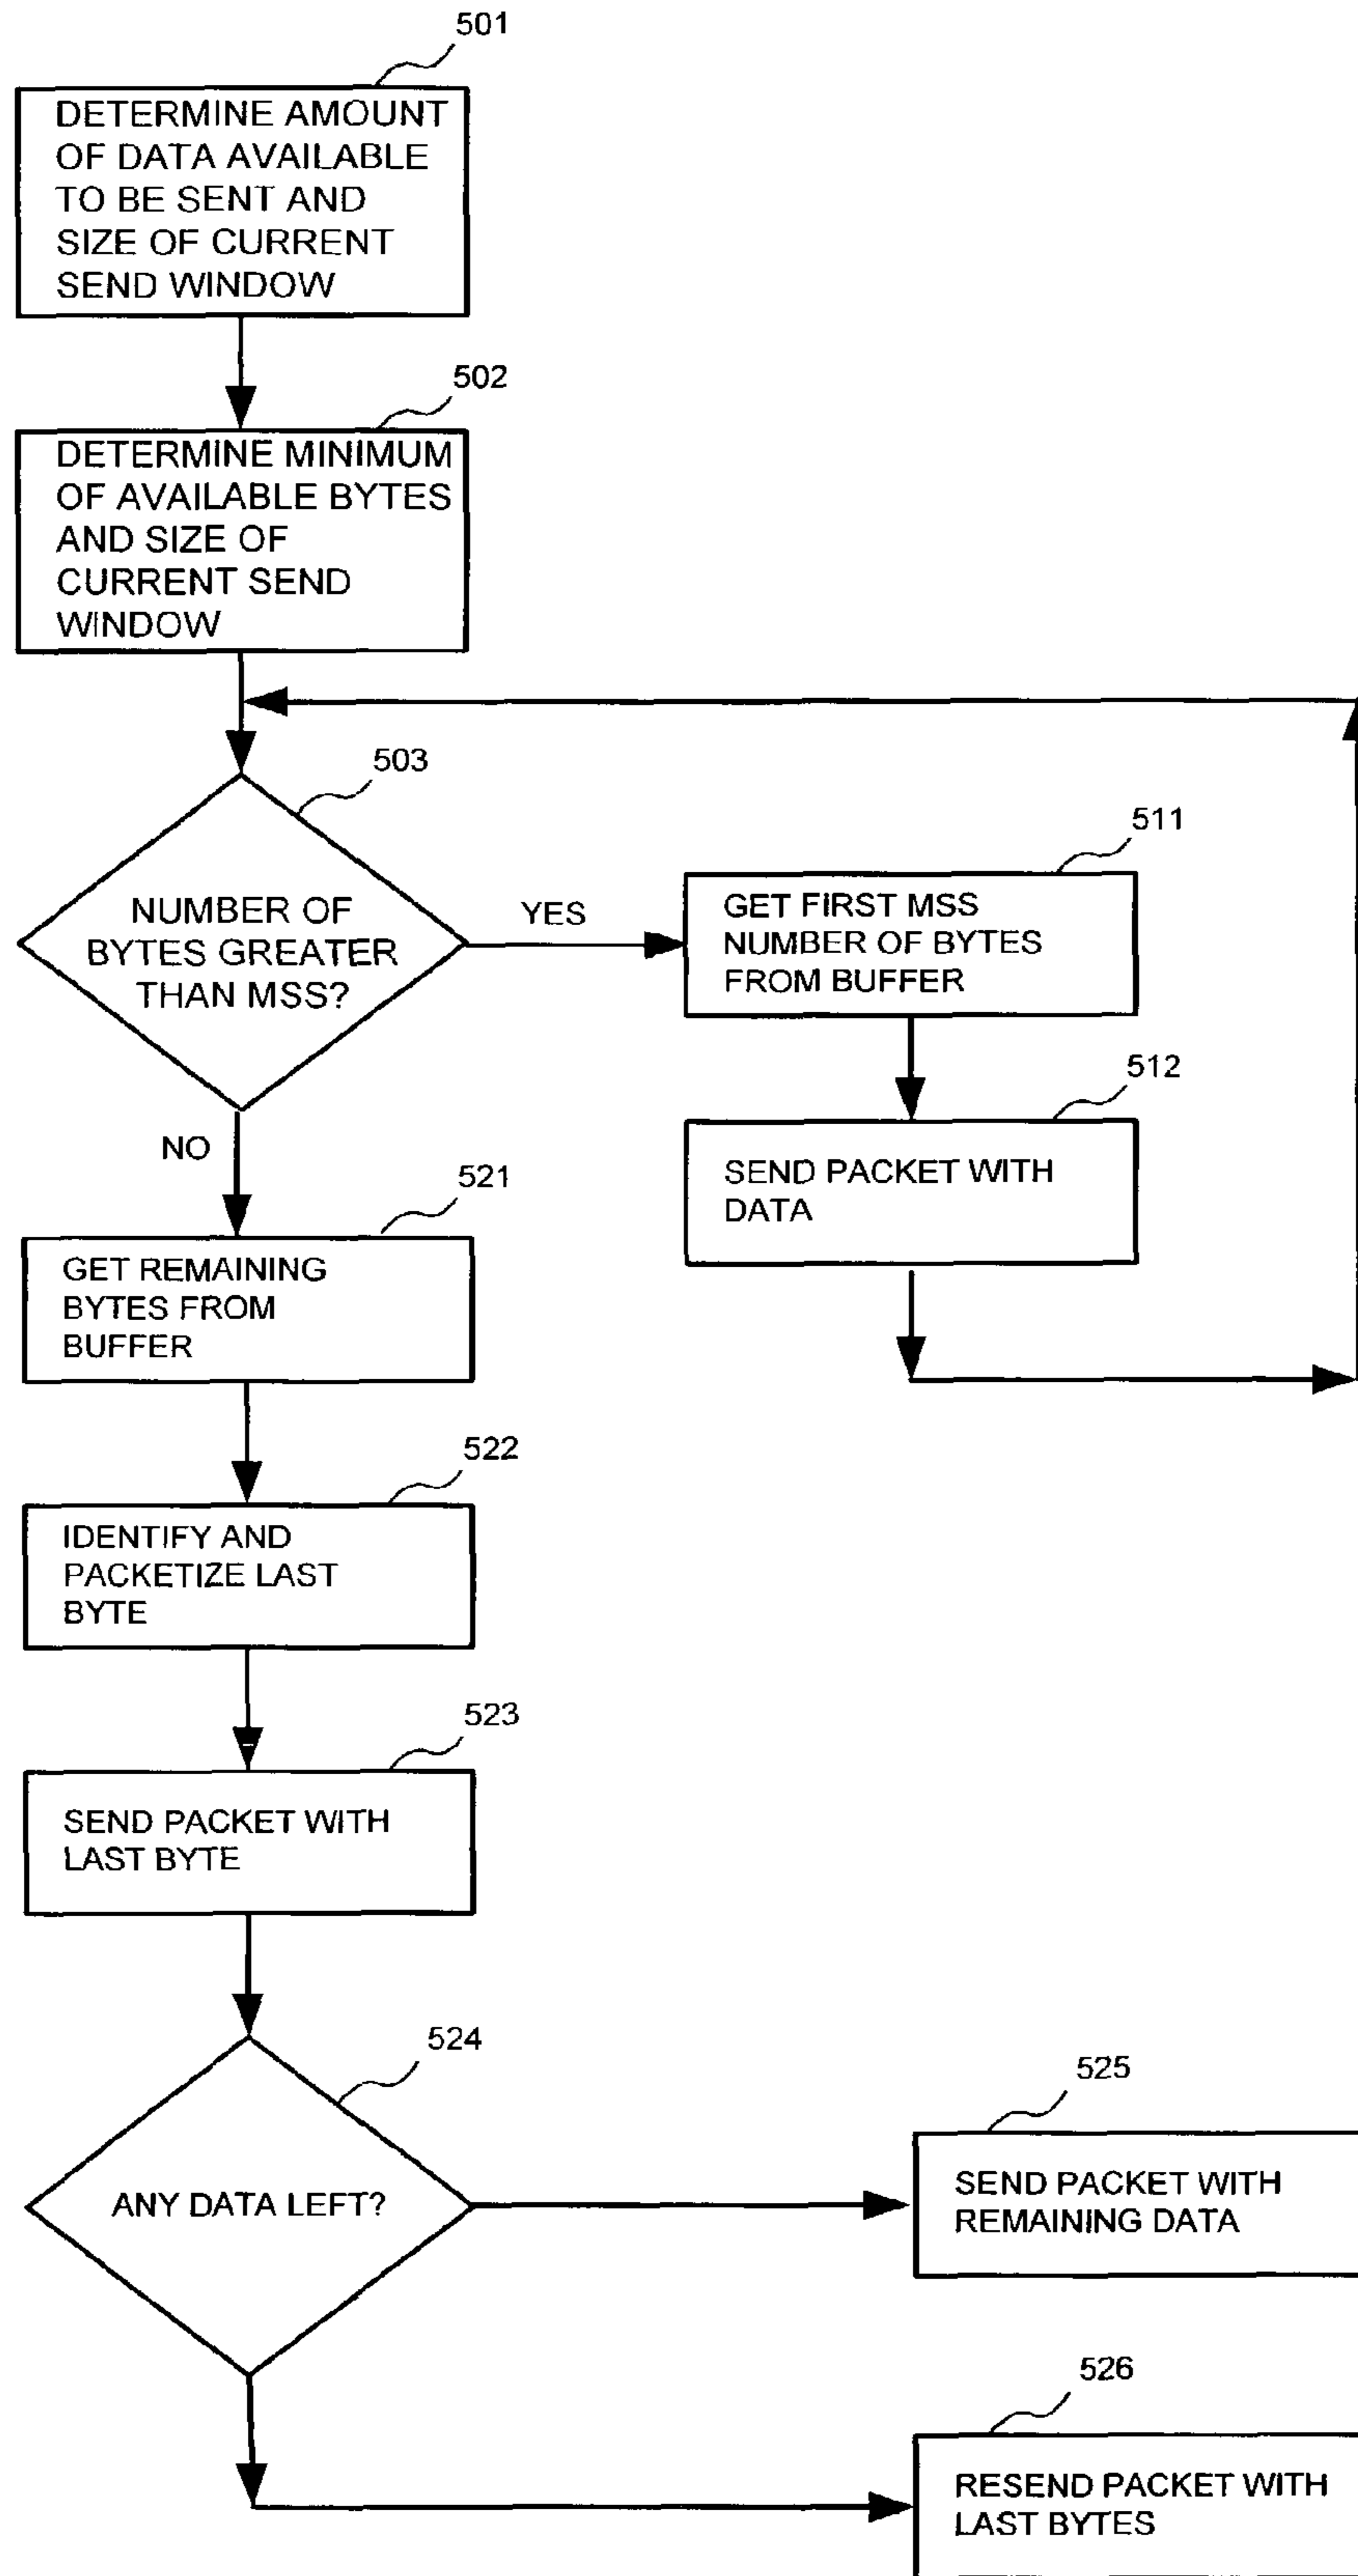 501
DETERMINE AMOUNT
OF DATA AVAILABLE
TO BE SENT AND
SIZE OF CURRENT
SEND WINDOW
502
DETERMINE MINIMUM
OF AVAILABLE BYTES
AND SIZE OF
CURRENT SEND
WINDOW
503
NUMBER OF
BYTES GREATER
THAN MSS?
YES
511
GET FIRST MSS
NUMBER OF BYTES
FROM BUFFER
512
SEND PACKET WITH
DATA
NO
521
GET REMAINING
BYTES FROM
BUFFER
522
IDENTIFY AND
PACKETIZE LAST
BYTE
523
SEND PACKET WITH
LAST BYTE
524
ANY DATA LEFT?
525
SEND PACKET WITH
REMAINING DATA
526
RESEND PACKET WITH
LAST BYTES